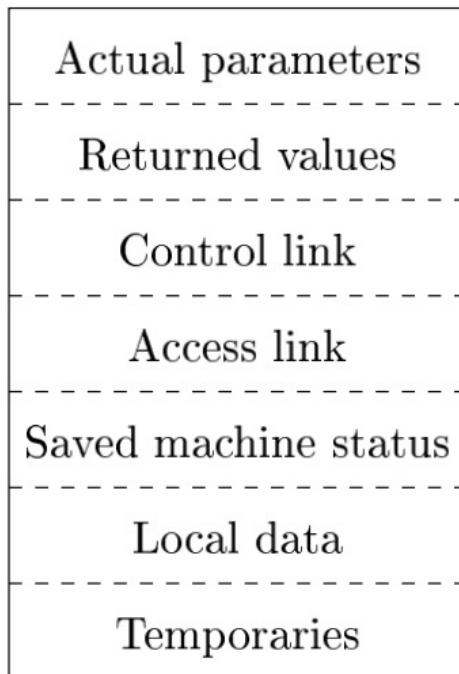 Actual parameters
Returned values
Control link
Access link
Saved machine status
Local data
Temporaries